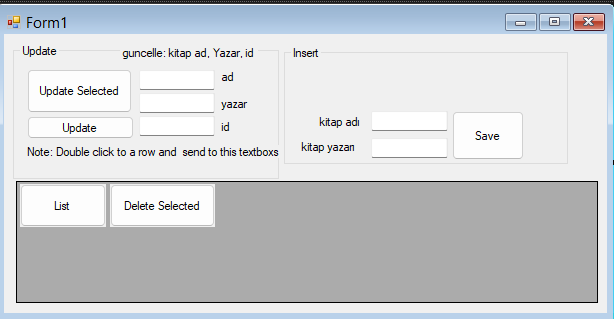 Form1
Update
guncelle: kitap ad, Yazar, id
Update Selected
ad
yazar
Update
id
Note: Double click to a row and send to this textboxs
Insert
kitap adı
kitap yazarı
Save
List
Delete Selected